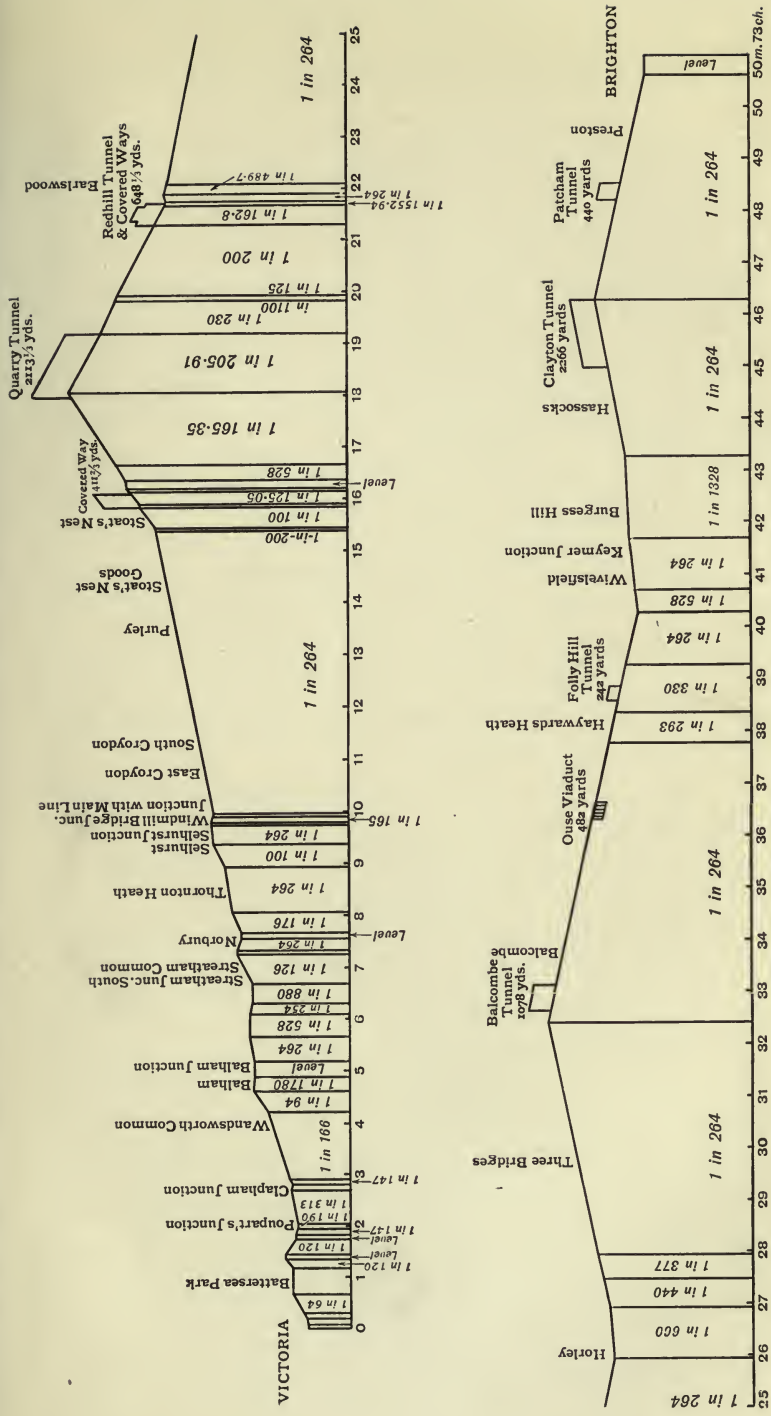 VICTORIA
Battersea Park
Poupart's Junction
Clapham Junction
Wandsworth Common
Balham
Balham Junction
Streatham Junc. South
Streatham Common
Norbury
Thornton Heath
Selhurst
Selhurst Junction
Windmill Bridge Junc.
Junction with Main Line
East Croydon
South Croydon
Purley
Stoat's Nest
Goods
Stoat's Nest
Covered Way
411⅔ yds.
Quarry Tunnel
2113⅓ yds.
Redhill Tunnel
& Covered Ways
648⅓ yds.
Earlswood
1 in 64
1 in 120
Level
1 in 120
Level
1 in 147
1 in 190
1 in 313
1 in 147
1 in 166
1 in 94
1 in 1780
Level
1 in 264
1 in 528
1 in 254
1 in 880
1 in 126
1 in 264
Level
1 in 176
1 in 264
1 in 100
1 in 264
1 in 165
1 in 264
1-in-200
1 in 100
1 in 125·05
Level
1 in 528
1 in 165·35
1 in 205·91
1 in 230
in 1100
1 in 125
1 in 200
1 in 162·8
1 in 1552·94
1 in 264
1 in 489·7
1 in 264
0 1 2 3 4 5 6 7 8 9 10 11 12 13 14 15 16 17 18 19 20 21 22 23 24 25
Horley
Three Bridges
Balcombe
Tunnel
1078 yds.
Balcombe
Ouse Viaduct
482 yards
Haywards Heath
Folly Hill
Tunnel
242 yards
Wivelsfield
Keymer Junction
Burgess Hill
Hassocks
Clayton Tunnel
2266 yards
Patcham
Tunnel
440 yards
Preston
BRIGHTON
1 in 264
1 in 660
1 in 440
1 in 377
1 in 264
1 in 264
1 in 293
1 in 330
1 in 264
1 in 528
1 in 264
1 in 1328
1 in 264
1 in 264
Level
25 26 27 28 29 30 31 32 33 34 35 36 37 38 39 40 41 42 43 44 45 46 47 48 49 50 50m.73ch.